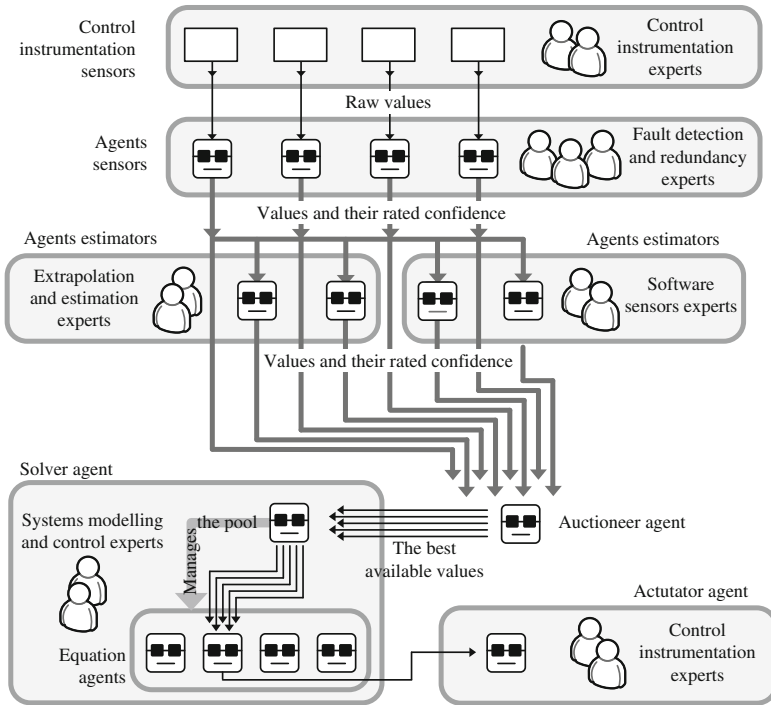 Control
instrumentation
sensors
Control
instrumentation
experts
Raw values
Agents
sensors
Fault detection
and redundancy
experts
Values and their rated confidence
Agents estimators
Agents estimators
Extrapolation
and estimation
experts
Software
sensors experts
Values and their rated confidence
Solver agent
Systems modelling
and control experts
Manages
the pool
Auctioneer agent
The best
available values
Actutator agent
Equation
agents
Control
instrumentation
experts